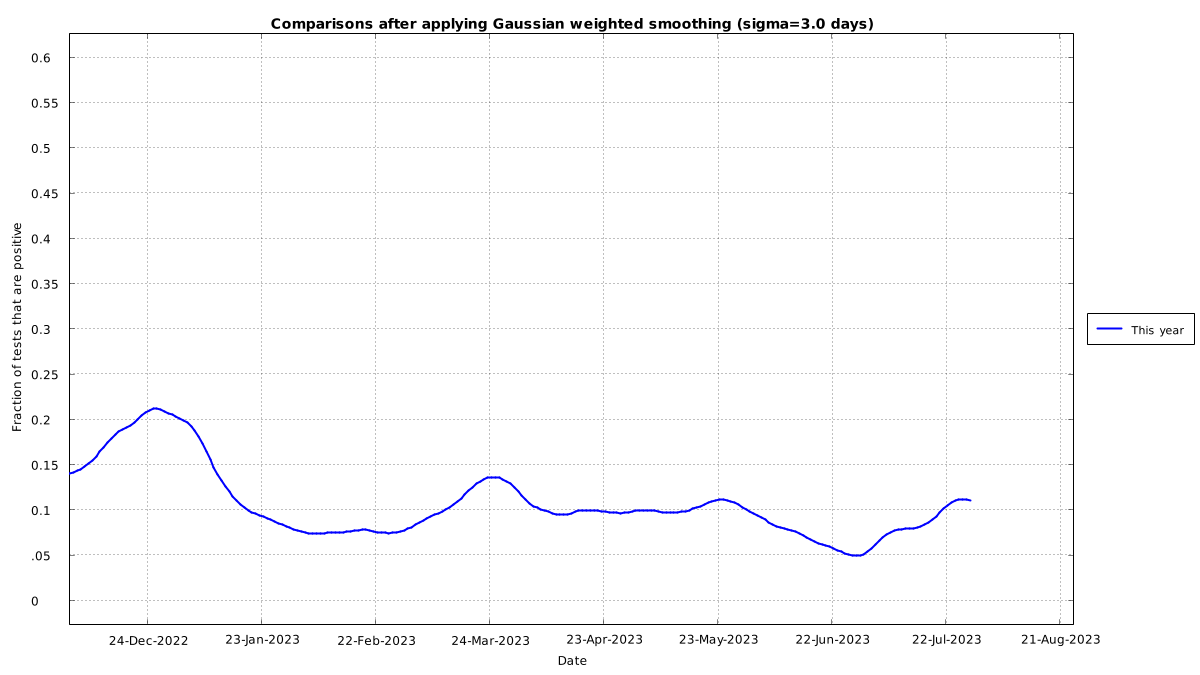 Comparisons after applying Gaussian weighted smoothing (sigma=3.0 days)
0.6
0.55
0.5
0.45
0.4
0.35
0.3
0.25
0.2
0.15
0.1
.05
0
Fraction of tests that are positive
This year
24-Dec-2022 23-Jan-2023 22-Feb-2023 24-Mar-2023 23-Apr-2023 23-May-2023 22-Jun-2023 22-Jul-2023 21-Aug-2023
Date